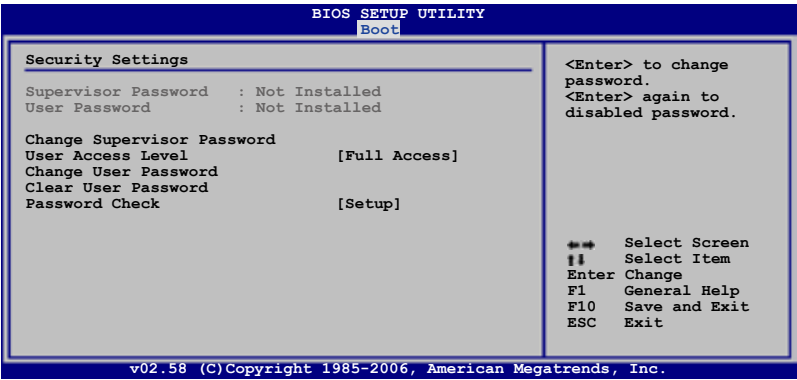 BIOS SETUP UTILITY
Boot
Security Settings
Supervisor Password : Not Installed
User Password : Not Installed
Change Supervisor Password
User Access Level [Full Access]
Change User Password
Clear User Password
Password Check [Setup]
<Enter> to change
password.
<Enter> again to
disabled password.
←→ Select Screen
↑↓ Select Item
Enter Change
F1 General Help
F10 Save and Exit
ESC Exit
v02.58 (C)Copyright 1985-2006, American Megatrends, Inc.